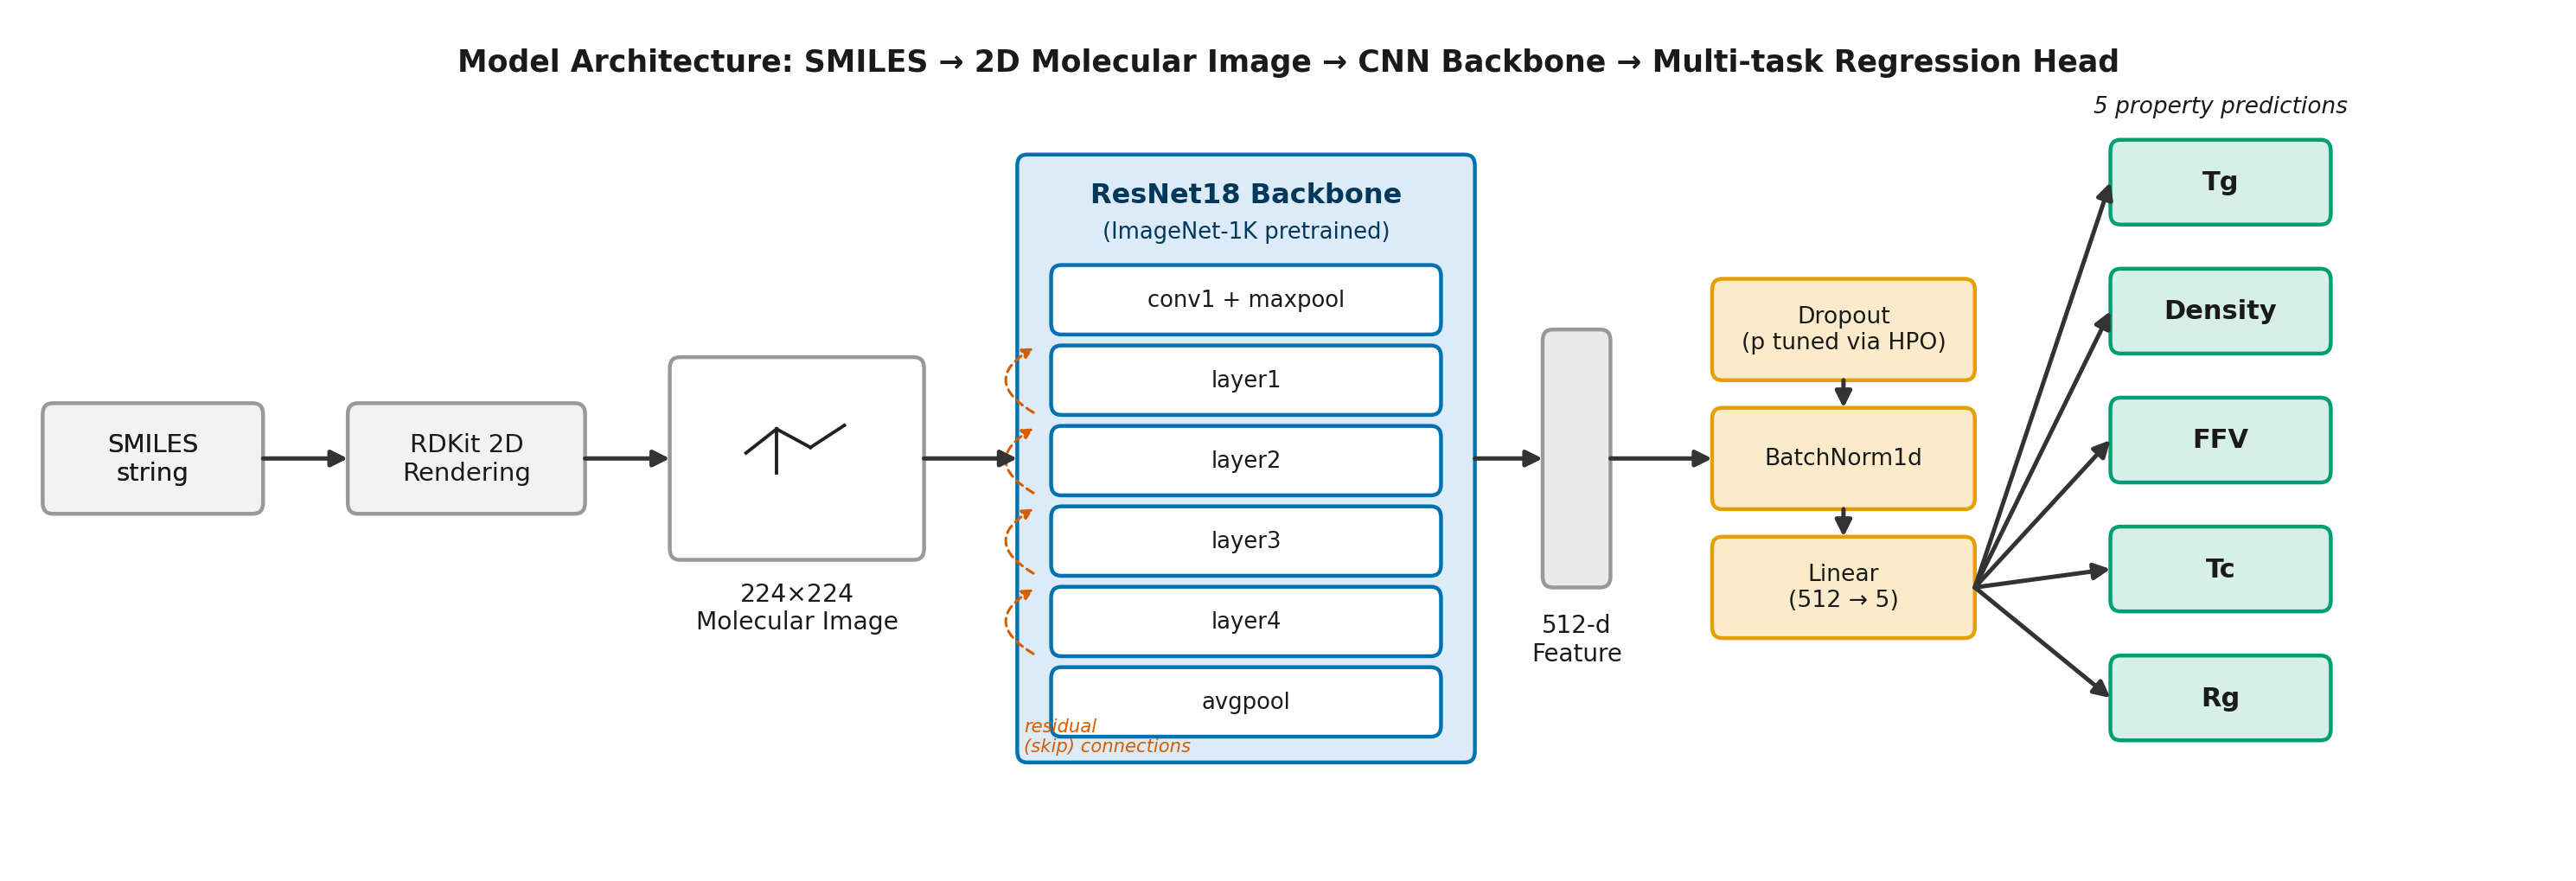 Model Architecture: SMILES → 2D Molecular Image → CNN Backbone → Multi-task Regression Head
SMILES
string
RDKit 2D
Rendering
224×224
Molecular Image
ResNet18 Backbone
(ImageNet-1K pretrained)
conv1 + maxpool
layer1
layer2
layer3
layer4
avgpool
residual
(skip) connections
512-d
Feature
Dropout
(p tuned via HPO)
BatchNorm1d
Linear
(512 → 5)
5 property predictions
Tg
Density
FFV
Tc
Rg